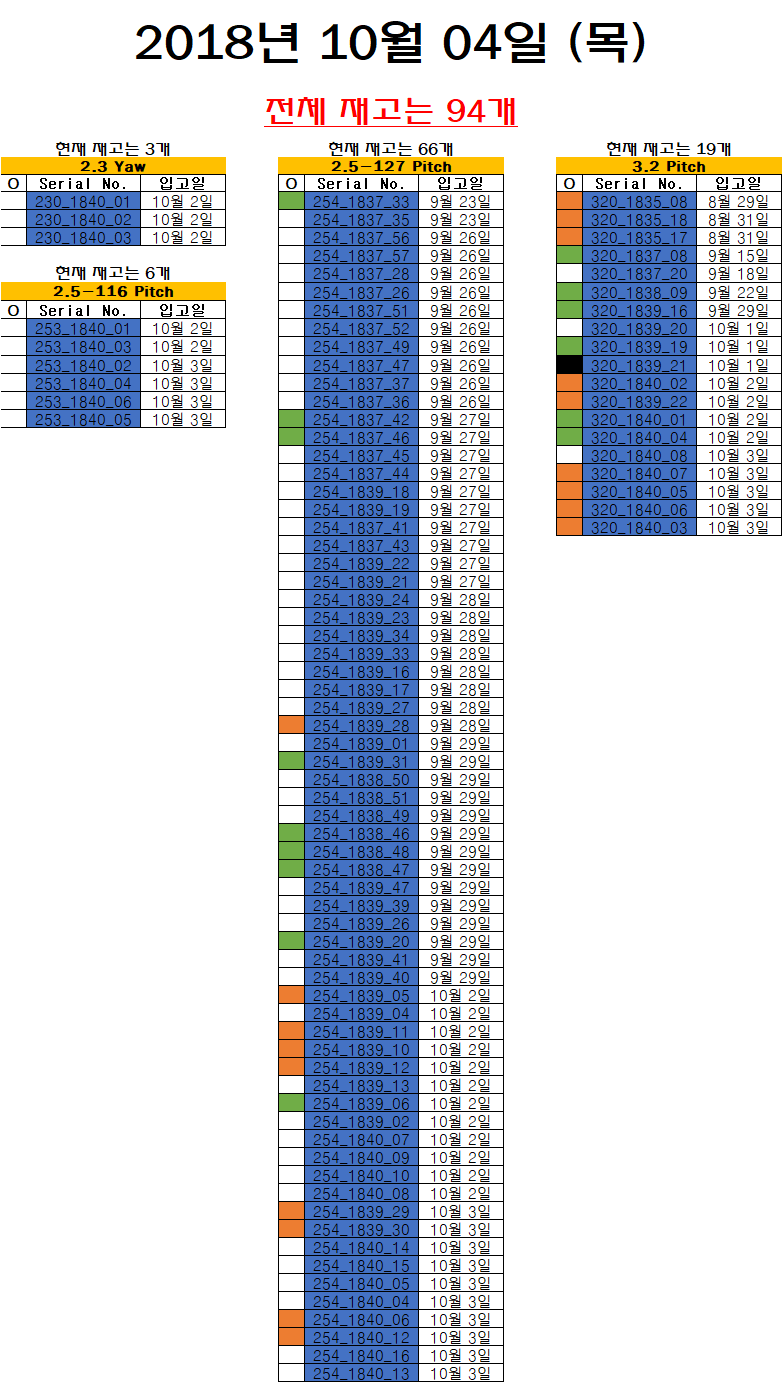 2018년 10월 04일 (목)
전체 재고는 94개
현재 재고는 3개
2.3 Yaw
O Serial No. 입고일
230_1840_01 10월 2일
230_1840_02 10월 2일
230_1840_03 10월 2일
현재 재고는 6개
2.5-116 Pitch
O Serial No. 입고일
253_1840_01 10월 2일
253_1840_03 10월 2일
253_1840_02 10월 3일
253_1840_04 10월 3일
253_1840_06 10월 3일
253_1840_05 10월 3일
현재 재고는 66개
2.5-127 Pitch
O Serial No. 입고일
254_1837_33 9월 23일
254_1837_35 9월 23일
254_1837_56 9월 26일
254_1837_57 9월 26일
254_1837_28 9월 26일
254_1837_26 9월 26일
254_1837_51 9월 26일
254_1837_52 9월 26일
254_1837_49 9월 26일
254_1837_47 9월 26일
254_1837_37 9월 26일
254_1837_36 9월 26일
254_1837_42 9월 27일
254_1837_46 9월 27일
254_1837_45 9월 27일
254_1837_44 9월 27일
254_1839_18 9월 27일
254_1839_19 9월 27일
254_1837_41 9월 27일
254_1837_43 9월 27일
254_1839_22 9월 27일
254_1839_21 9월 27일
254_1839_24 9월 28일
254_1839_23 9월 28일
254_1839_34 9월 28일
254_1839_33 9월 28일
254_1839_16 9월 28일
254_1839_17 9월 28일
254_1839_27 9월 28일
254_1839_28 9월 28일
254_1839_01 9월 29일
254_1839_31 9월 29일
254_1838_50 9월 29일
254_1838_51 9월 29일
254_1838_49 9월 29일
254_1838_46 9월 29일
254_1838_48 9월 29일
254_1838_47 9월 29일
254_1839_47 9월 29일
254_1839_39 9월 29일
254_1839_26 9월 29일
254_1839_20 9월 29일
254_1839_41 9월 29일
254_1839_40 9월 29일
254_1839_05 10월 2일
254_1839_04 10월 2일
254_1839_11 10월 2일
254_1839_10 10월 2일
254_1839_12 10월 2일
254_1839_13 10월 2일
254_1839_06 10월 2일
254_1839_02 10월 2일
254_1840_07 10월 2일
254_1840_09 10월 2일
254_1840_10 10월 2일
254_1840_08 10월 2일
254_1839_29 10월 3일
254_1839_30 10월 3일
254_1840_14 10월 3일
254_1840_15 10월 3일
254_1840_05 10월 3일
254_1840_04 10월 3일
254_1840_06 10월 3일
254_1840_12 10월 3일
254_1840_16 10월 3일
254_1840_13 10월 3일
현재 재고는 19개
3.2 Pitch
O Serial No. 입고일
320_1835_08 8월 29일
320_1835_18 8월 31일
320_1835_17 8월 31일
320_1837_08 9월 15일
320_1837_20 9월 18일
320_1838_09 9월 22일
320_1839_16 9월 29일
320_1839_20 10월 1일
320_1839_19 10월 1일
320_1839_21 10월 1일
320_1840_02 10월 2일
320_1839_22 10월 2일
320_1840_01 10월 2일
320_1840_04 10월 2일
320_1840_08 10월 3일
320_1840_07 10월 3일
320_1840_05 10월 3일
320_1840_06 10월 3일
320_1840_03 10월 3일